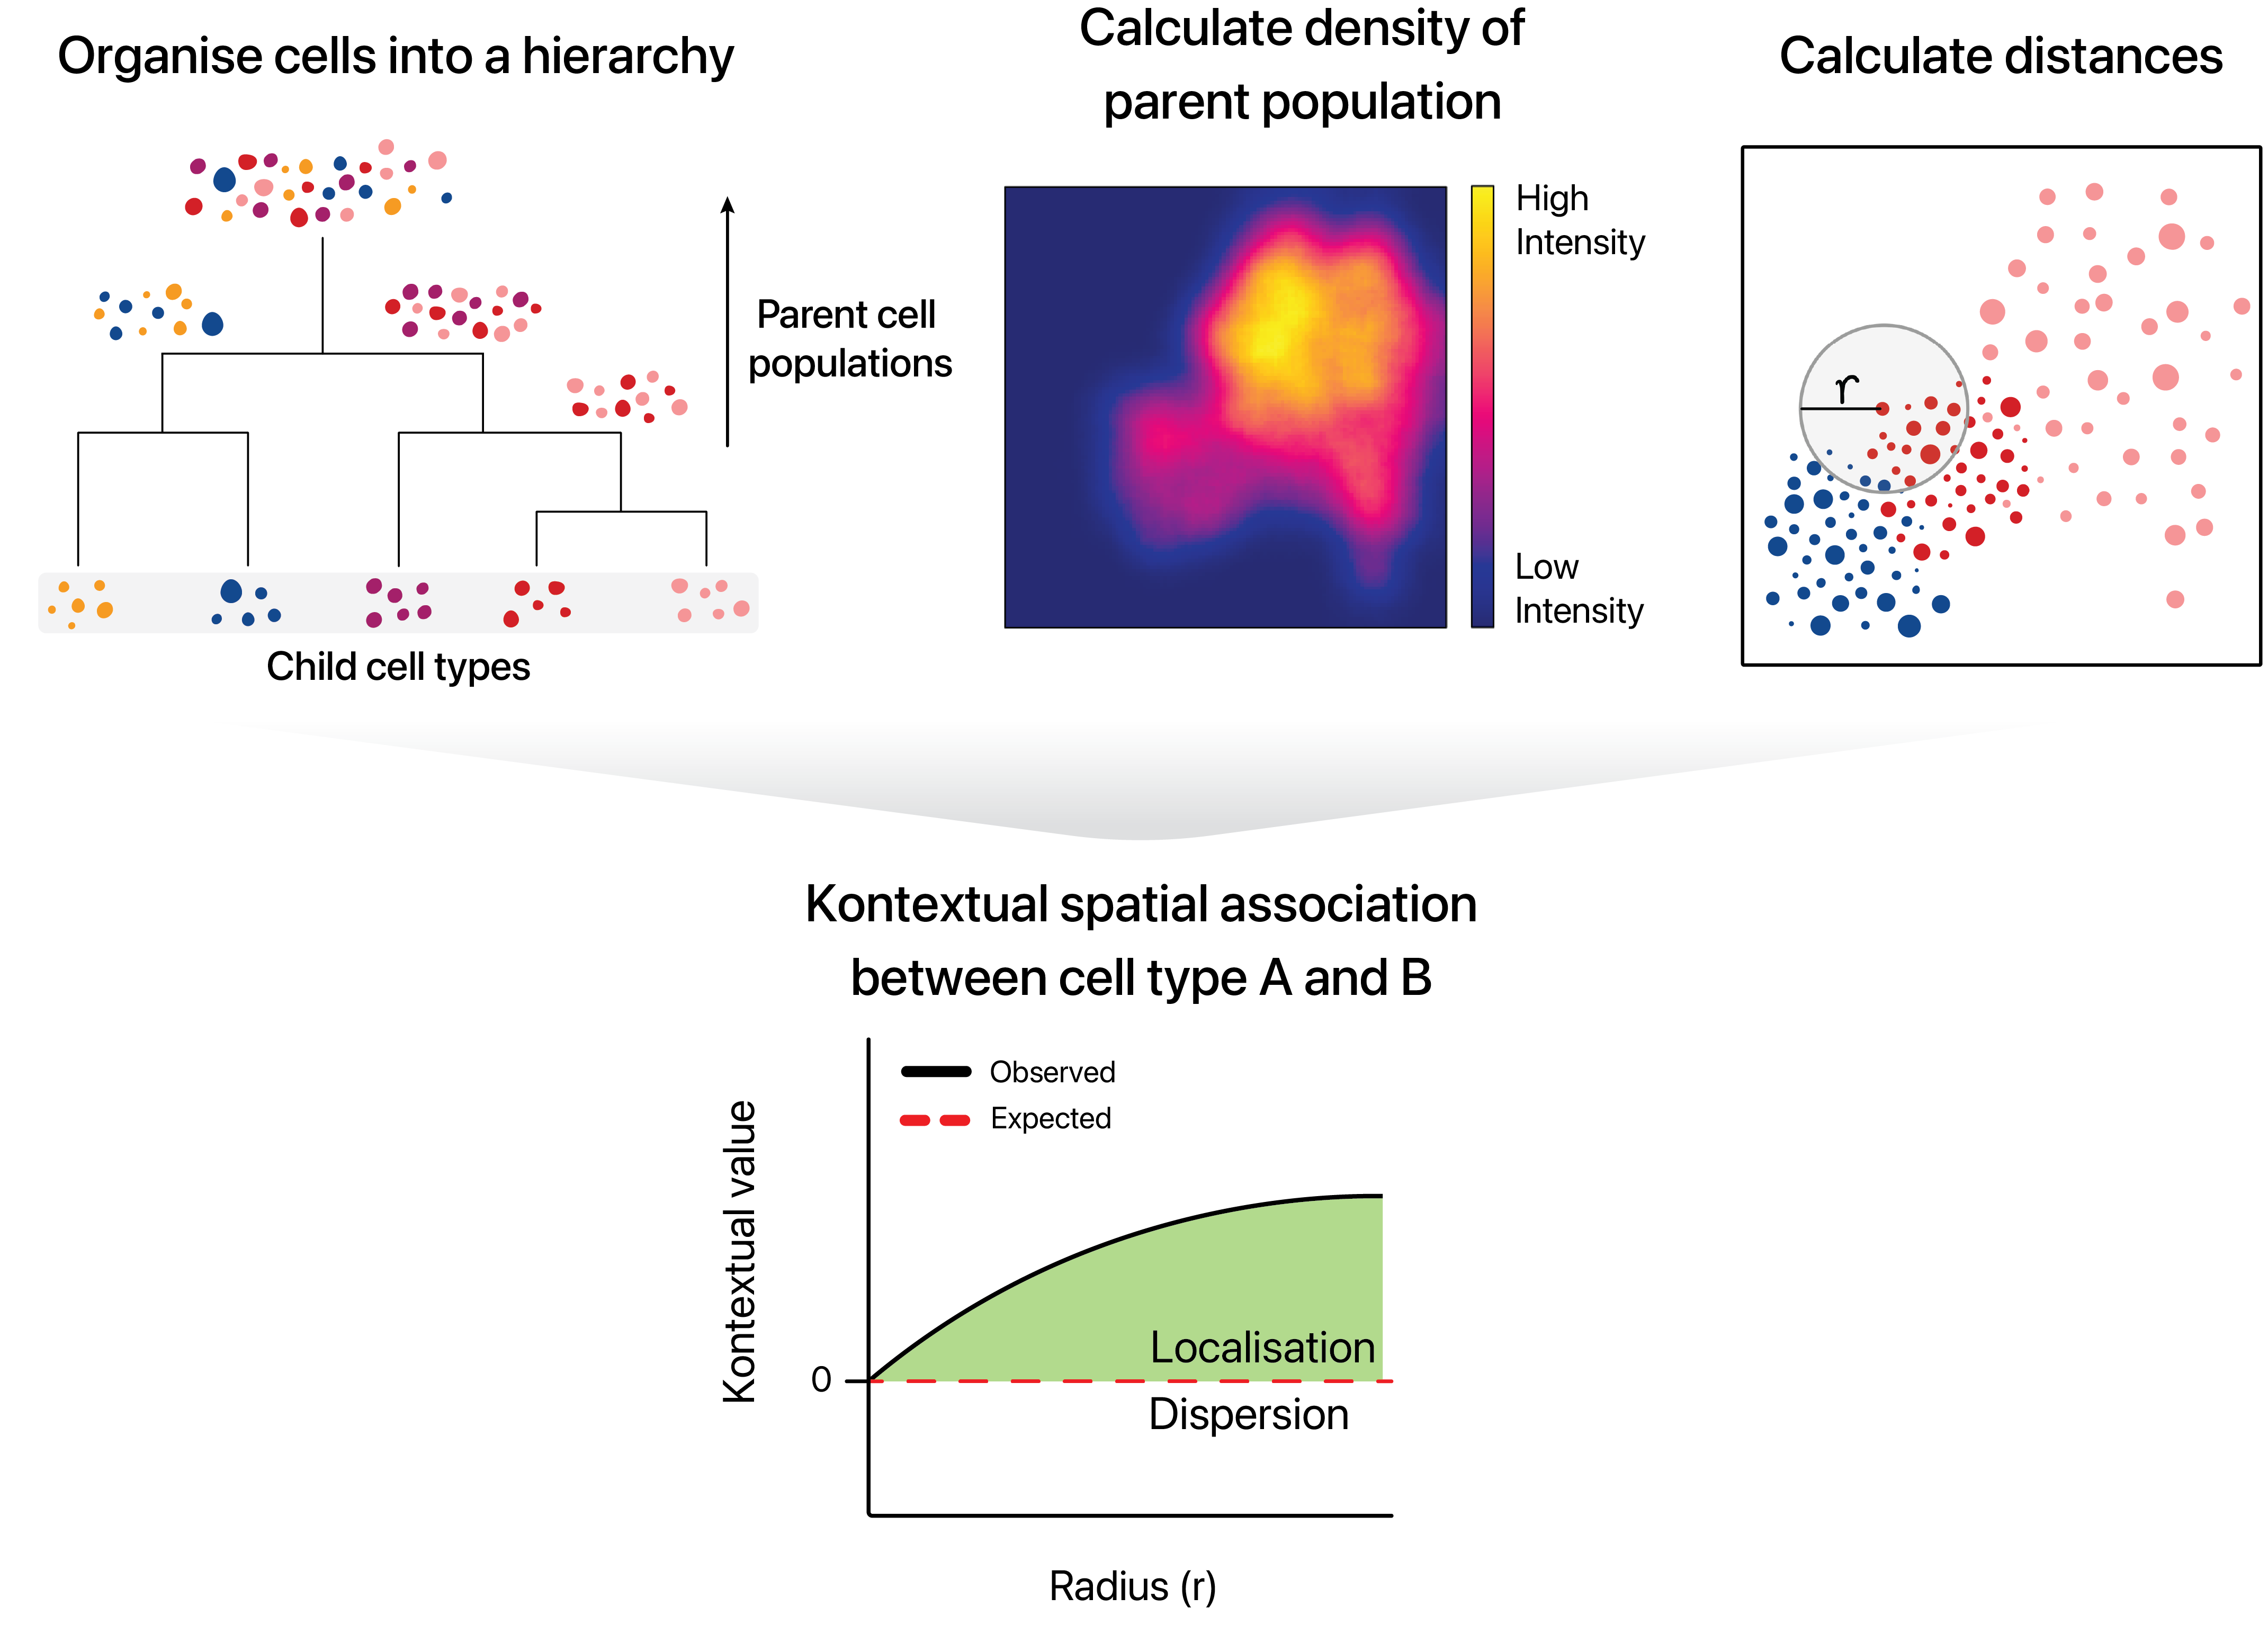 Organise cells into a hierarchy
Parent cell
populations
Child cell types
Calculate density of
parent population
High
Intensity
Low
Intensity
Calculate distances
r
Kontextual spatial association
between cell type A and B
Observed
Expected
Kontextual value
0
Localisation
Dispersion
Radius (r)